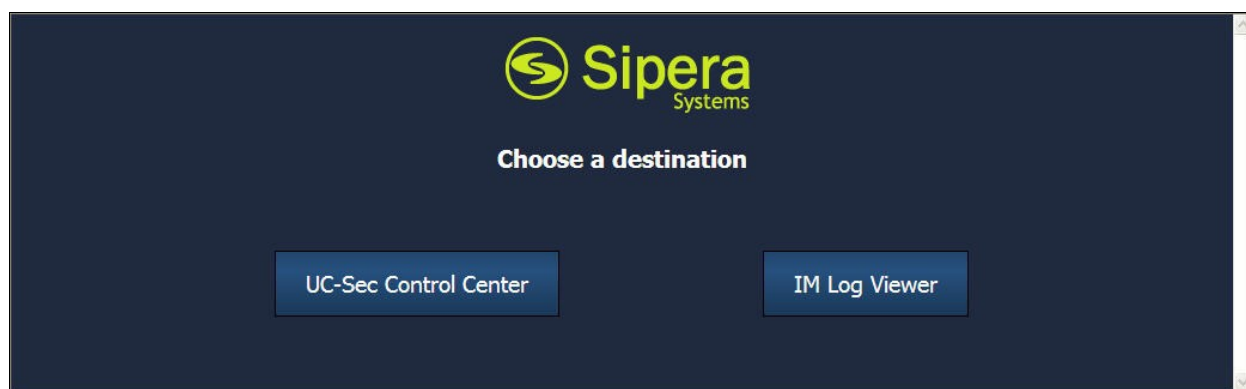 Sipera
Systems
Choose a destination
UC-Sec Control Center
IM Log Viewer